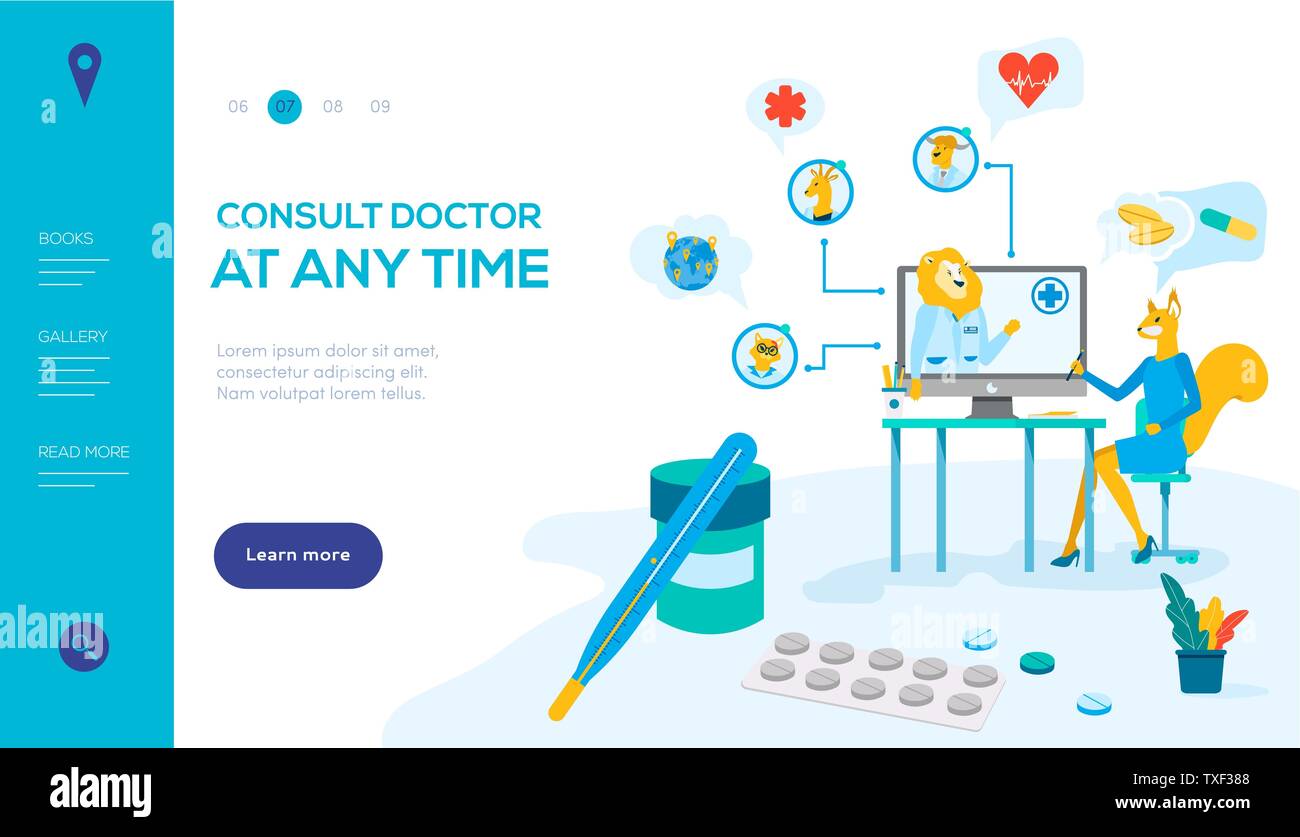 06 07 08 09
CONSULT DOCTOR
AT ANY TIME
Lorem ipsum dolor sit amet,
consectetur adipiscing elit.
Nam volutpat lorem tellus.
Learn more
BOOKS
GALLERY
READ MORE
a
a
a
a
alamy
alamy
alamy
Image ID: TXF388
www.alamy.com